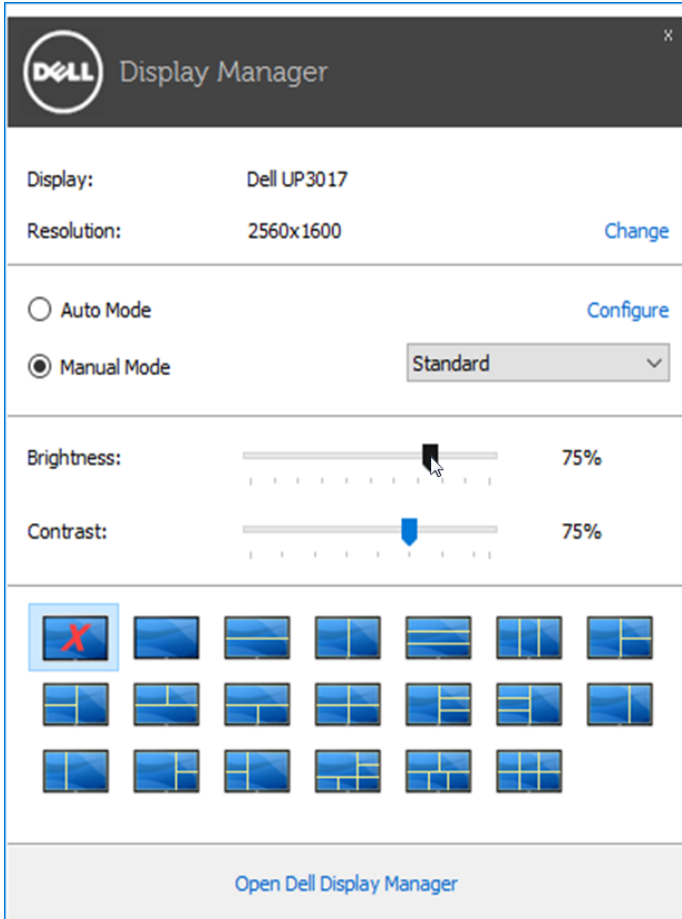 x
DELL Display Manager
Display: Dell UP3017
Resolution: 2560x1600 Change
Auto Mode Configure
Manual Mode Standard
Brightness: 75%
Contrast: 75%
X
Open Dell Display Manager